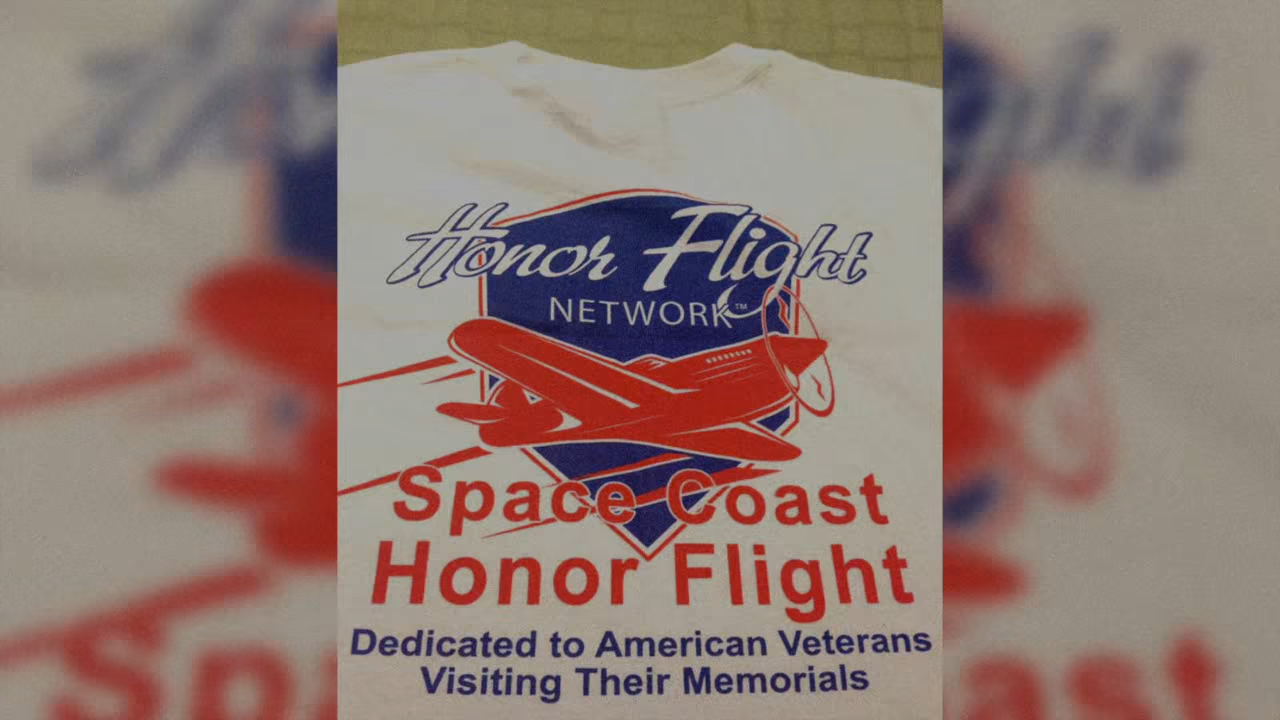 Honor Flight
NETWORK™
Space Coast
Honor Flight
Dedicated to American Veterans
Visiting Their Memorials